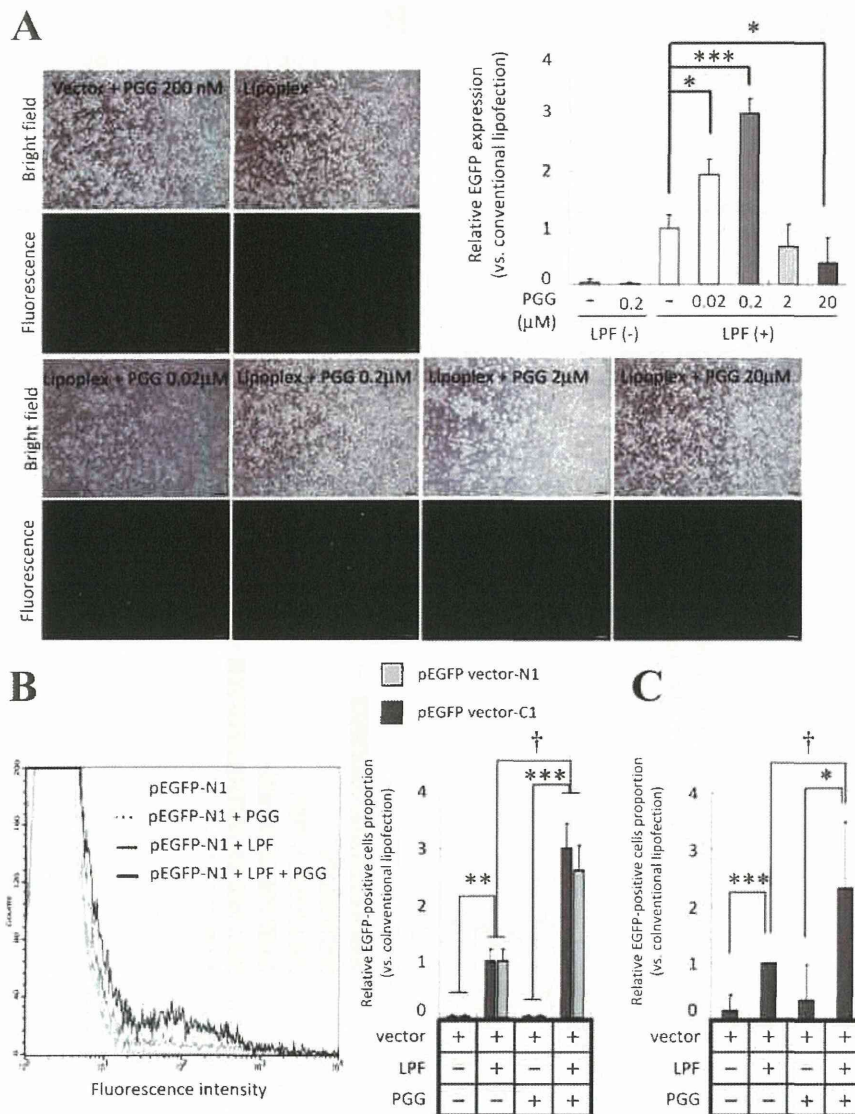 A
Vector + PGG 200 nM
Lipoplex
Bright field
Fluorescence
Lipoplex + PGG 0.02μM
Lipoplex + PGG 0.2μM
Lipoplex + PGG 2μM
Lipoplex + PGG 20μM
Bright field
Fluorescence
Relative EGFP expression
(vs. conventional lipofection)
4
3
2
1
0
*
***
*
PGG
(μM)
– 0.2 – 0.02 0.2 2 20
LPF (-) LPF (+)
B
pEGFP-N1
pEGFP-N1 + PGG
pEGFP-N1 + LPF
pEGFP-N1 + LPF + PGG
Counts
Fluorescence intensity
pEGFP vector-N1
pEGFP vector-C1
Relative EGFP-positive cells proportion
(vs. colnventional lipofection)
4
3
2
1
0
†
***
**
vector + + + +
LPF – + – +
PGG – – + +
C
Relative EGFP-positive cells proportion
(vs. colnventional lipofection)
4
3
2
1
0
†
*
***
vector + + + +
LPF – + – +
PGG – – + +